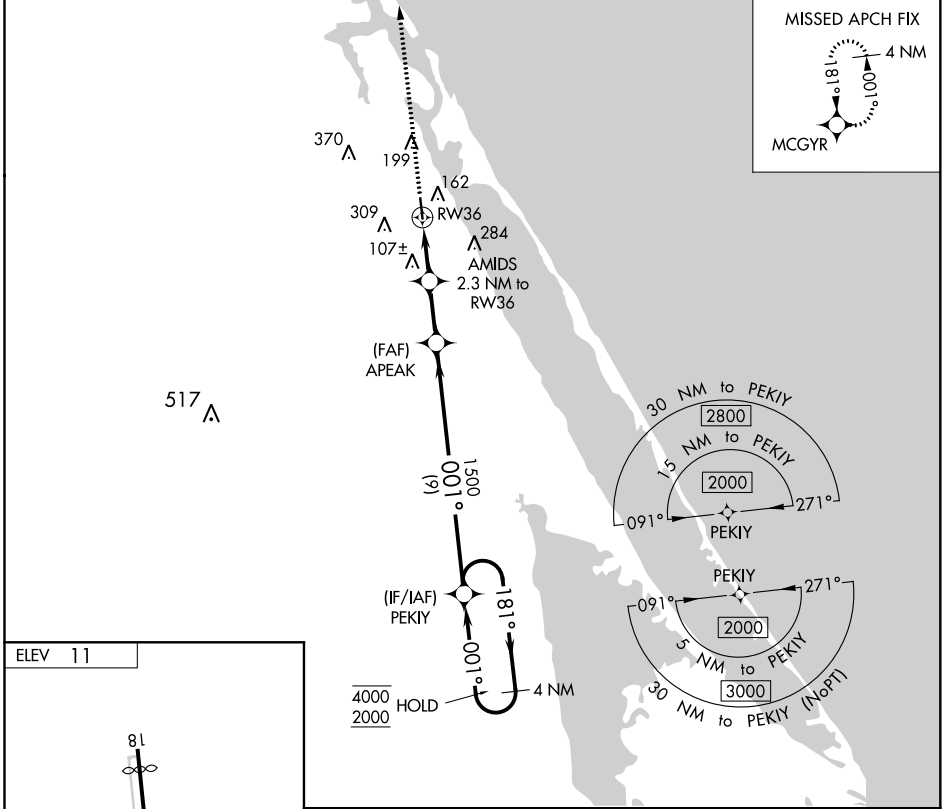 MISSED APCH FIX
4 NM
181°
001°
MCGYR
370
199
162
309
RW36
284
107±
AMIDS
2.3 NM to
RW36
(FAF)
APEAK
517
30 NM to PEKIY
2800
15 NM to PEKIY
2000
091°
271°
PEKIY
1500
001°
(9)
PEKIY
091°
271°
2000
5 NM to PEKIY
3000
30 NM to PEKIY (NoPT)
(IF/IAF)
PEKIY
181°
001°
4000
2000
HOLD
4 NM
ELEV 11
18